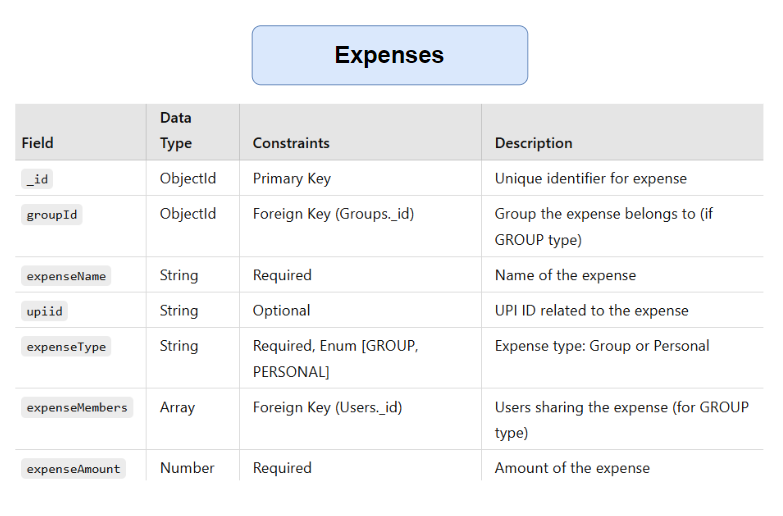 Expenses
Data
Field Type Constraints Description
_id ObjectId Primary Key Unique identifier for expense
groupId ObjectId Foreign Key (Groups._id) Group the expense belongs to (if
GROUP type)
expenseName String Required Name of the expense
upiid String Optional UPI ID related to the expense
expenseType String Required, Enum [GROUP, Expense type: Group or Personal
PERSONAL]
expenseMembers Array Foreign Key (Users._id) Users sharing the expense (for GROUP
type)
expenseAmount Number Required Amount of the expense